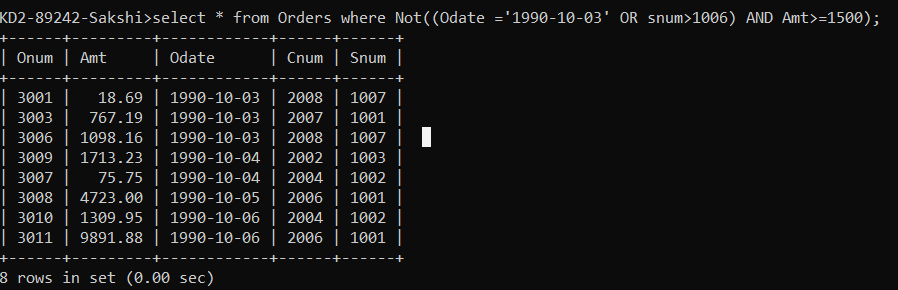 KD2-89242-Sakshi>select * from Orders where Not((Odate ='1990-10-03' OR snum>1006) AND Amt>=1500);
+------+---------+------------+------+------+
| Onum | Amt     | Odate      | Cnum | Snum |
+------+---------+------------+------+------+
| 3001 |   18.69 | 1990-10-03 | 2008 | 1007 |
| 3003 |  767.19 | 1990-10-03 | 2007 | 1001 |
| 3006 | 1098.16 | 1990-10-03 | 2008 | 1007 |
| 3009 | 1713.23 | 1990-10-04 | 2002 | 1003 |
| 3007 |   75.75 | 1990-10-04 | 2004 | 1002 |
| 3008 | 4723.00 | 1990-10-05 | 2006 | 1001 |
| 3010 | 1309.95 | 1990-10-06 | 2004 | 1002 |
| 3011 | 9891.88 | 1990-10-06 | 2006 | 1001 |
+------+---------+------------+------+------+
8 rows in set (0.00 sec)